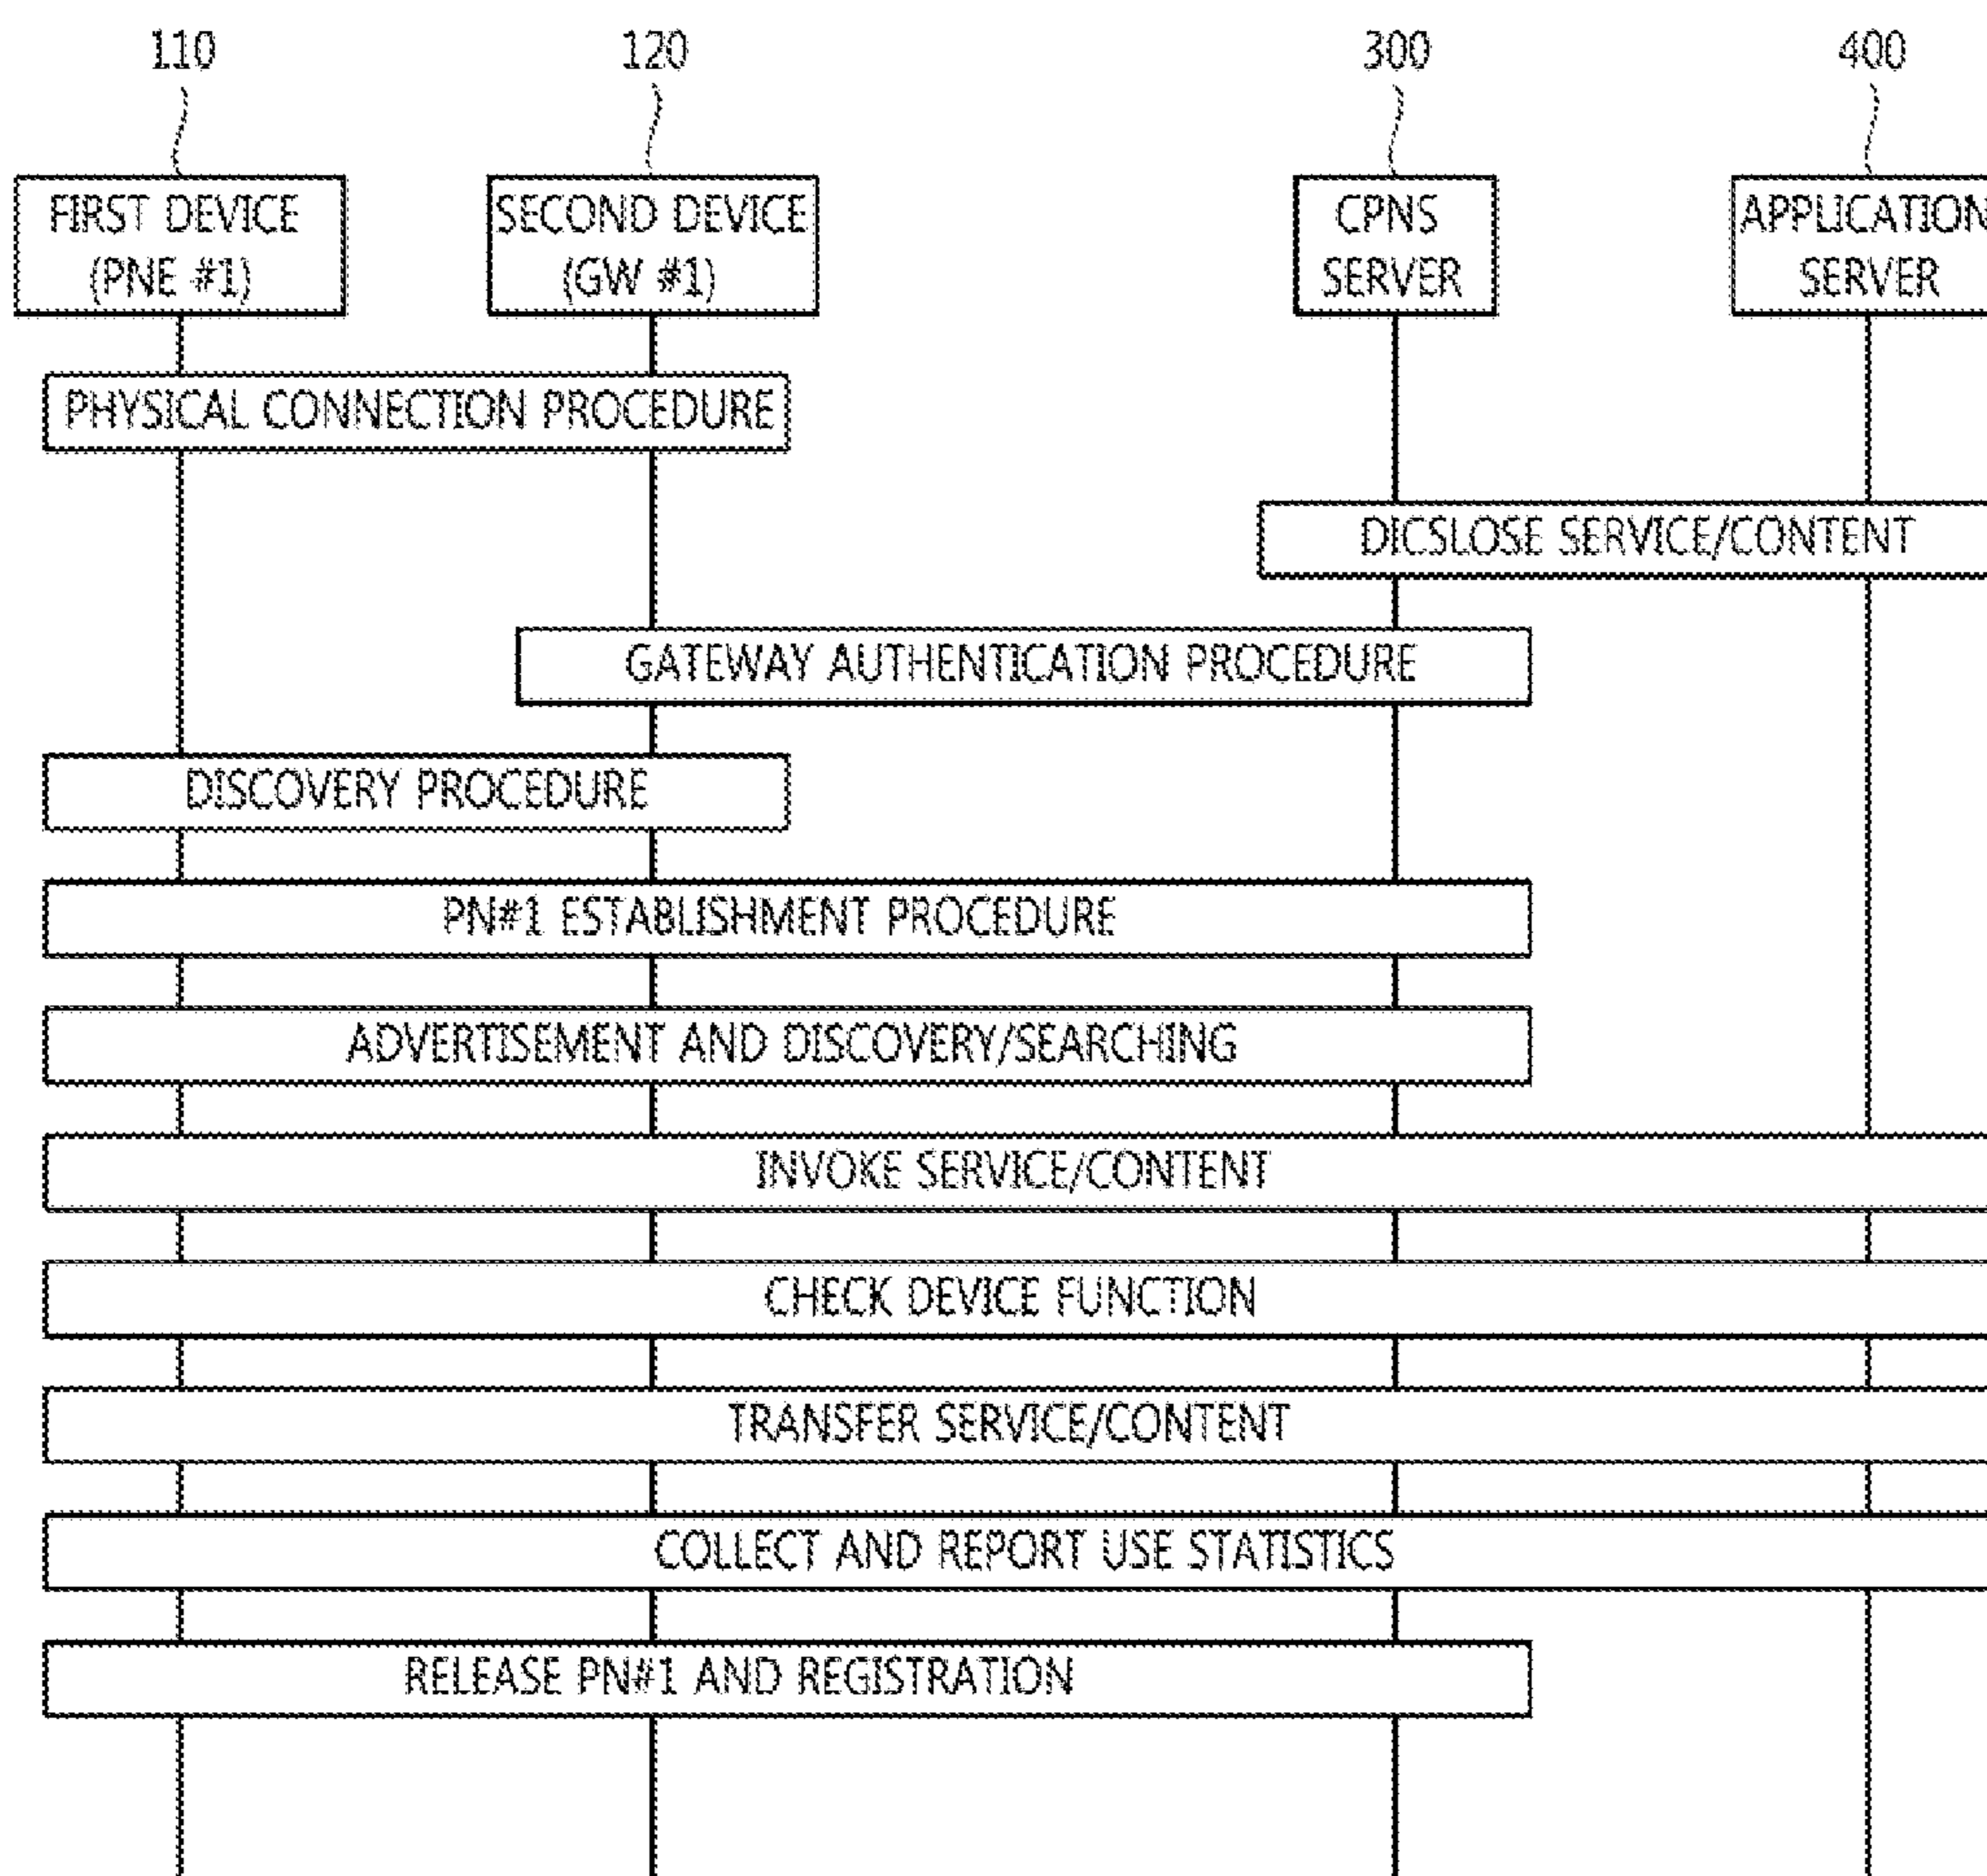 110
120
300
400
FIRST DEVICE
(PNE #1)
SECOND DEVICE
(GW #1)
CPNS
SERVER
APPLICATION
SERVER
PHYSICAL CONNECTION PROCEDURE
DICSLOSE SERVICE/CONTENT
GATEWAY AUTHENTICATION PROCEDURE
DISCOVERY PROCEDURE
PN#1 ESTABLISHMENT PROCEDURE
ADVERTISEMENT AND DISCOVERY/SEARCHING
INVOKE SERVICE/CONTENT
CHECK DEVICE FUNCTION
TRANSFER SERVICE/CONTENT
COLLECT AND REPORT USE STATISTICS
RELEASE PN#1 AND REGISTRATION